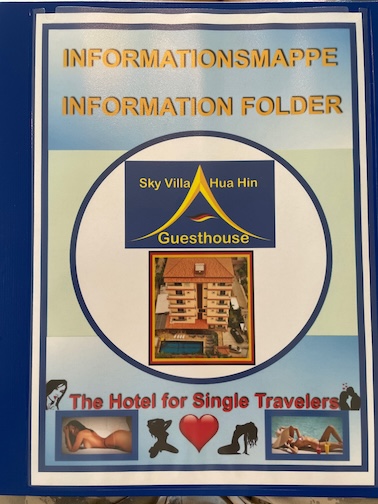 INFORMATIONSMAPPE
INFORMATION FOLDER
Sky Villa Hua Hin
Guesthouse
The Hotel for Single Travelers